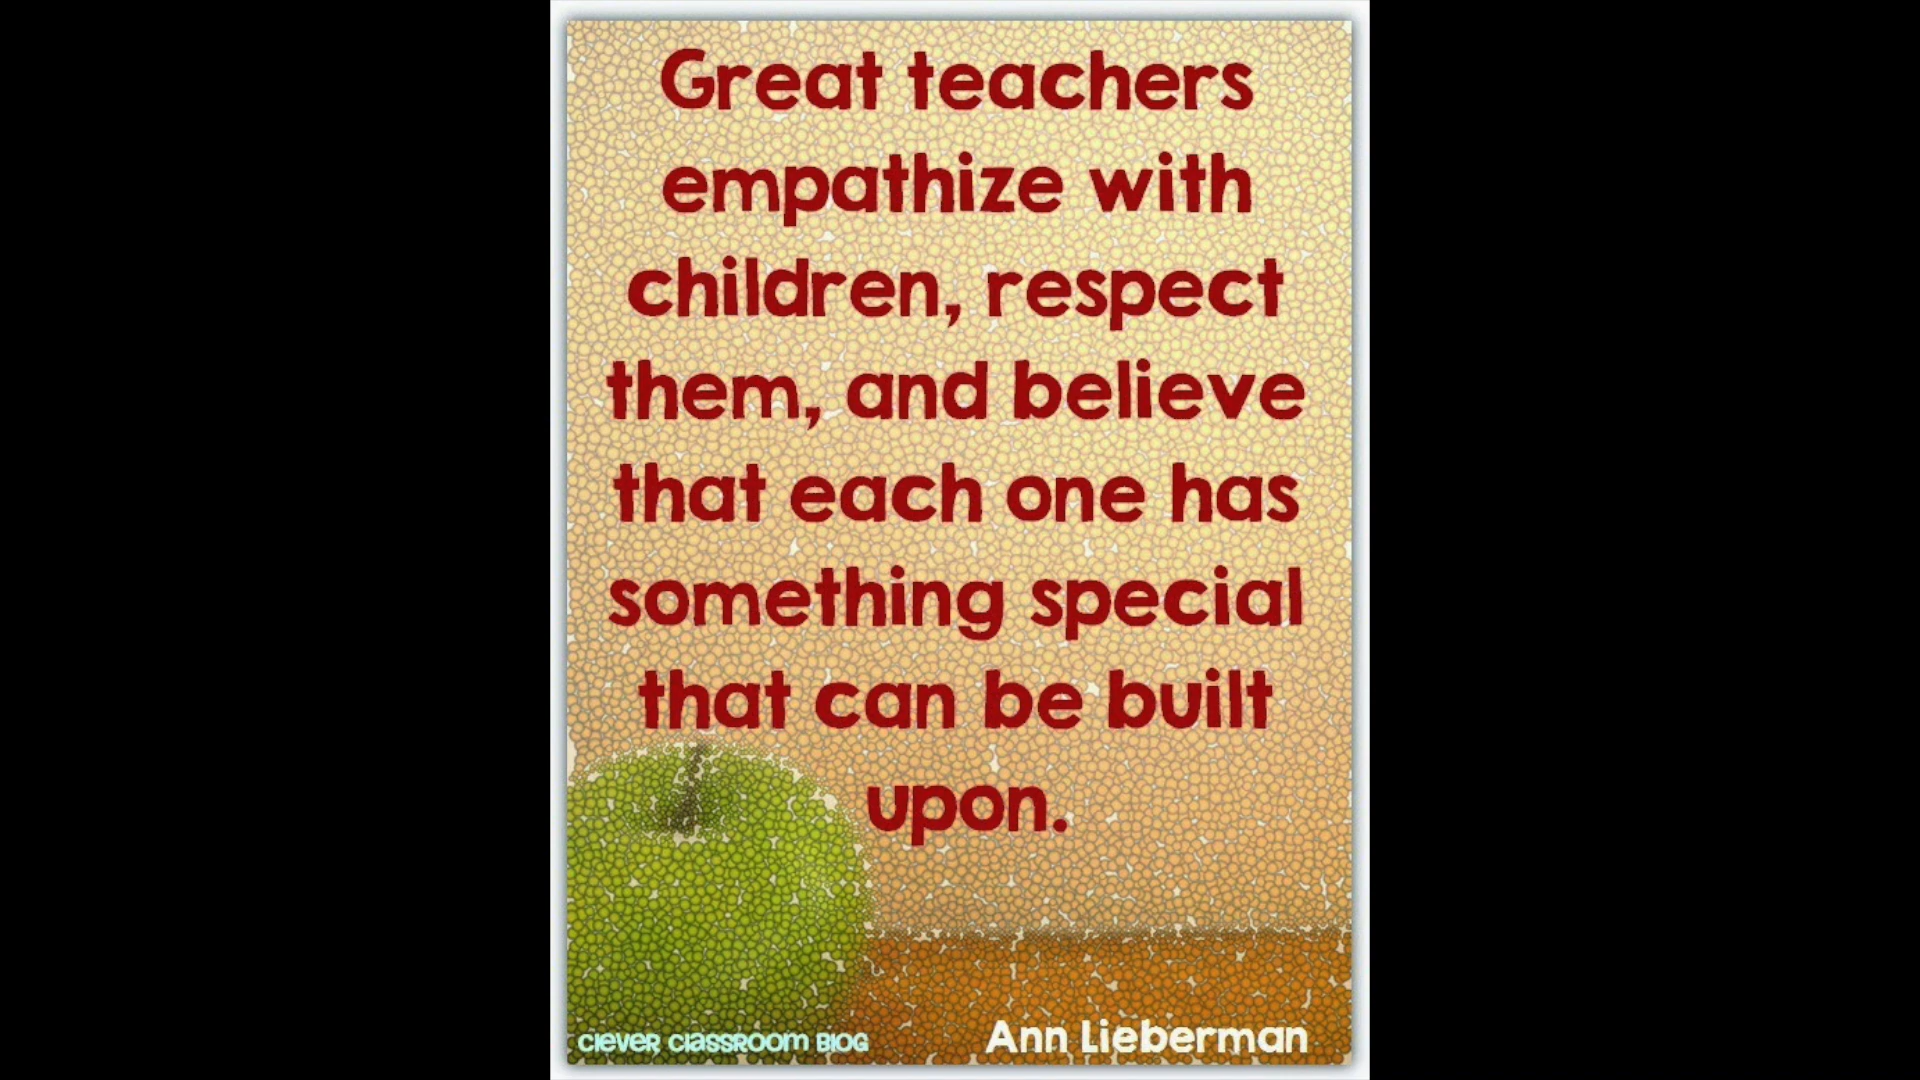 Great teachers
empathize with
children, respect
them, and believe
that each one has
something special
that can be built
upon.
Clever Classroom Blog
Ann Lieberman